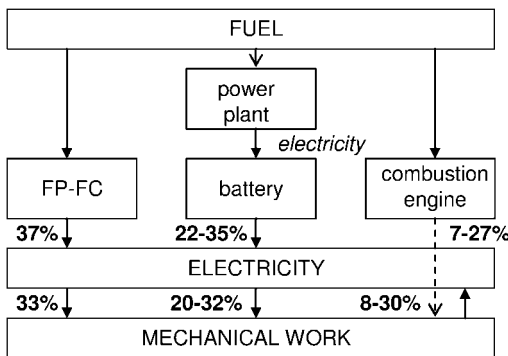 FUEL
power
plant
electricity
FP-FC
battery
combustion
engine
37%
22-35%
7-27%
ELECTRICITY
33%
20-32%
8-30%
MECHANICAL WORK